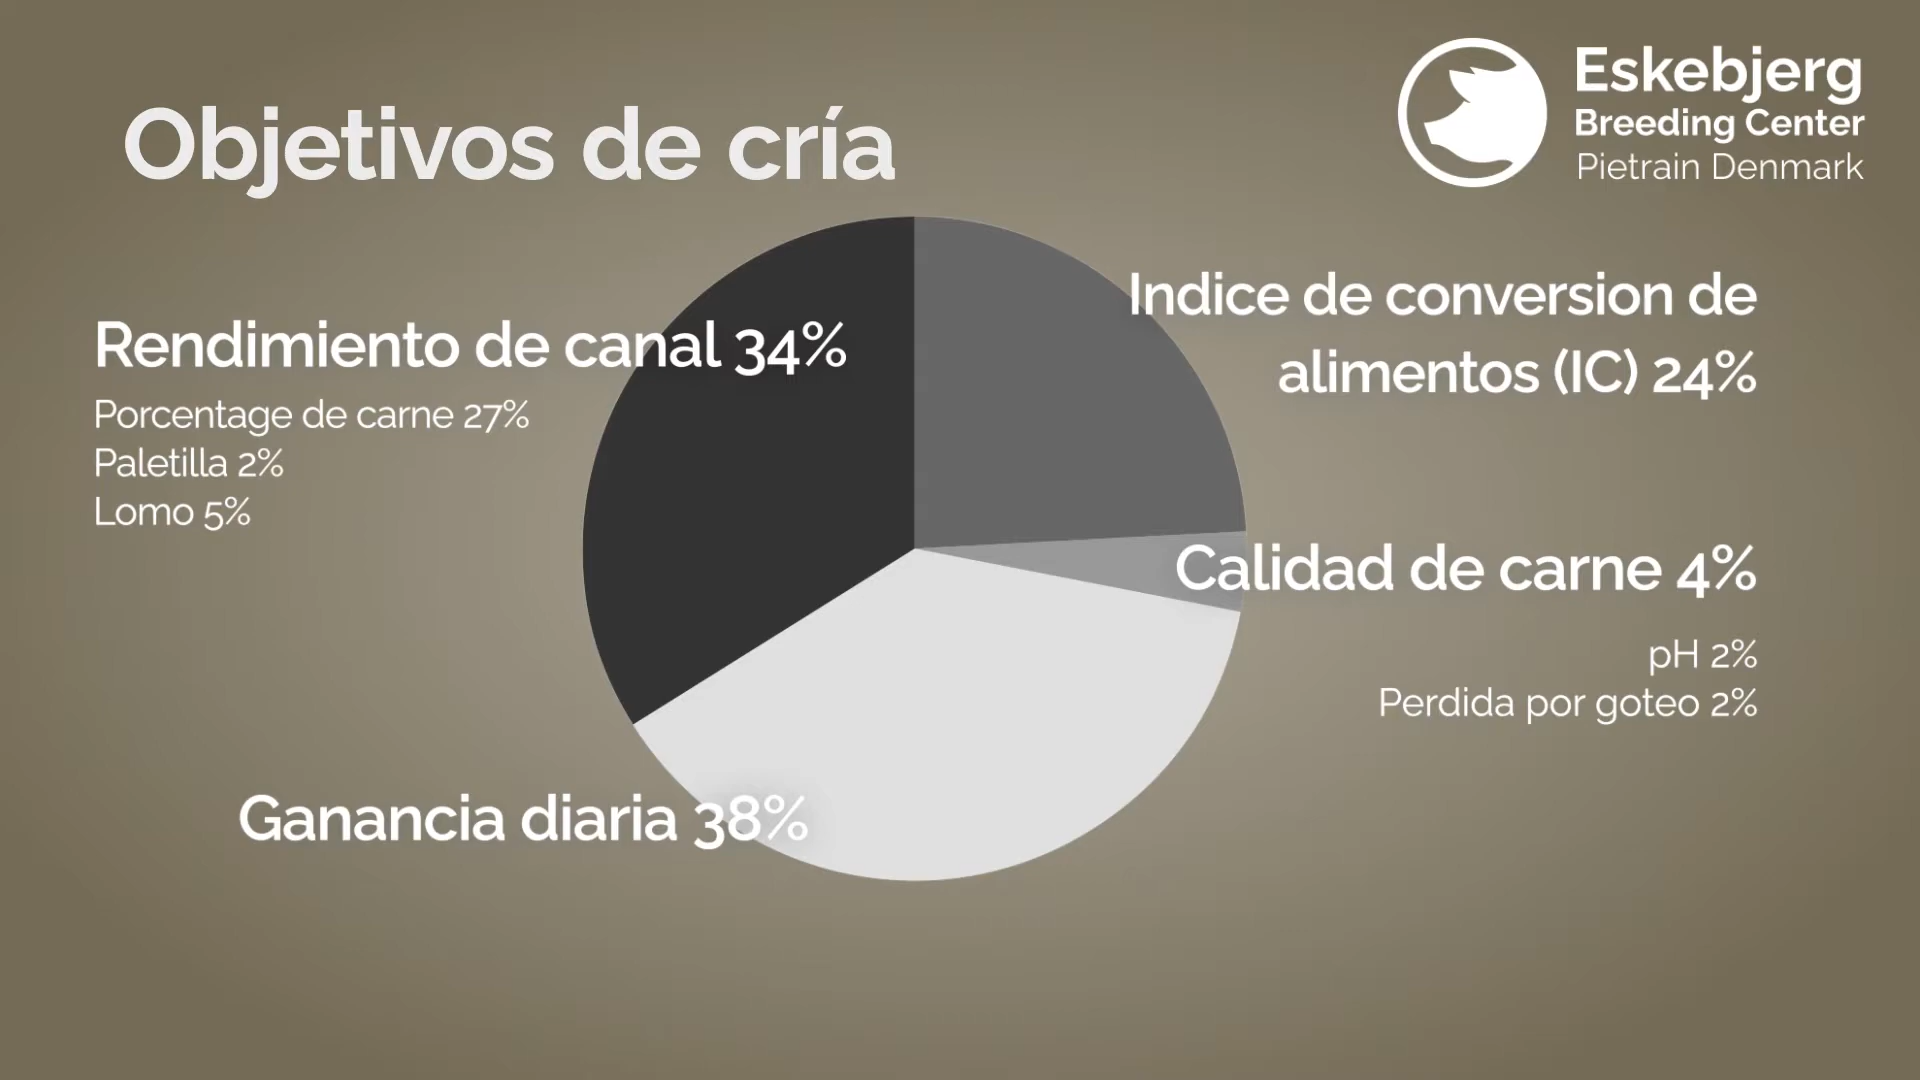 Objetivos de cría
Eskebjerg
Breeding Center
Pietrain Denmark
Rendimiento de canal 34%
Porcentage de carne 27%
Paletilla 2%
Lomo 5%
Indice de conversion de
alimentos (IC) 24%
Calidad de carne 4%
pH 2%
Perdida por goteo 2%
Ganancia diaria 38%